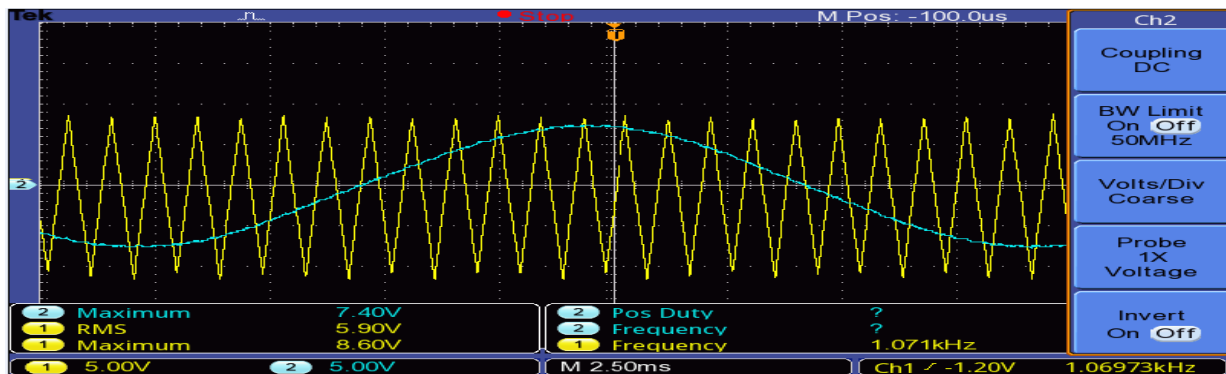 Tek
Stop
M Pos: -100.0us
T
2
Ch2
Coupling
DC
BW Limit
On Off
50MHz
Volts/Div
Coarse
Probe
1X
Voltage
Invert
On Off
2 Maximum 7.40V
1 RMS 5.90V
1 Maximum 8.60V
2 Pos Duty ?
2 Frequency ?
1 Frequency 1.071kHz
1 5.00V 2 5.00V M 2.50ms Ch1 -1.20V 1.06973kHz